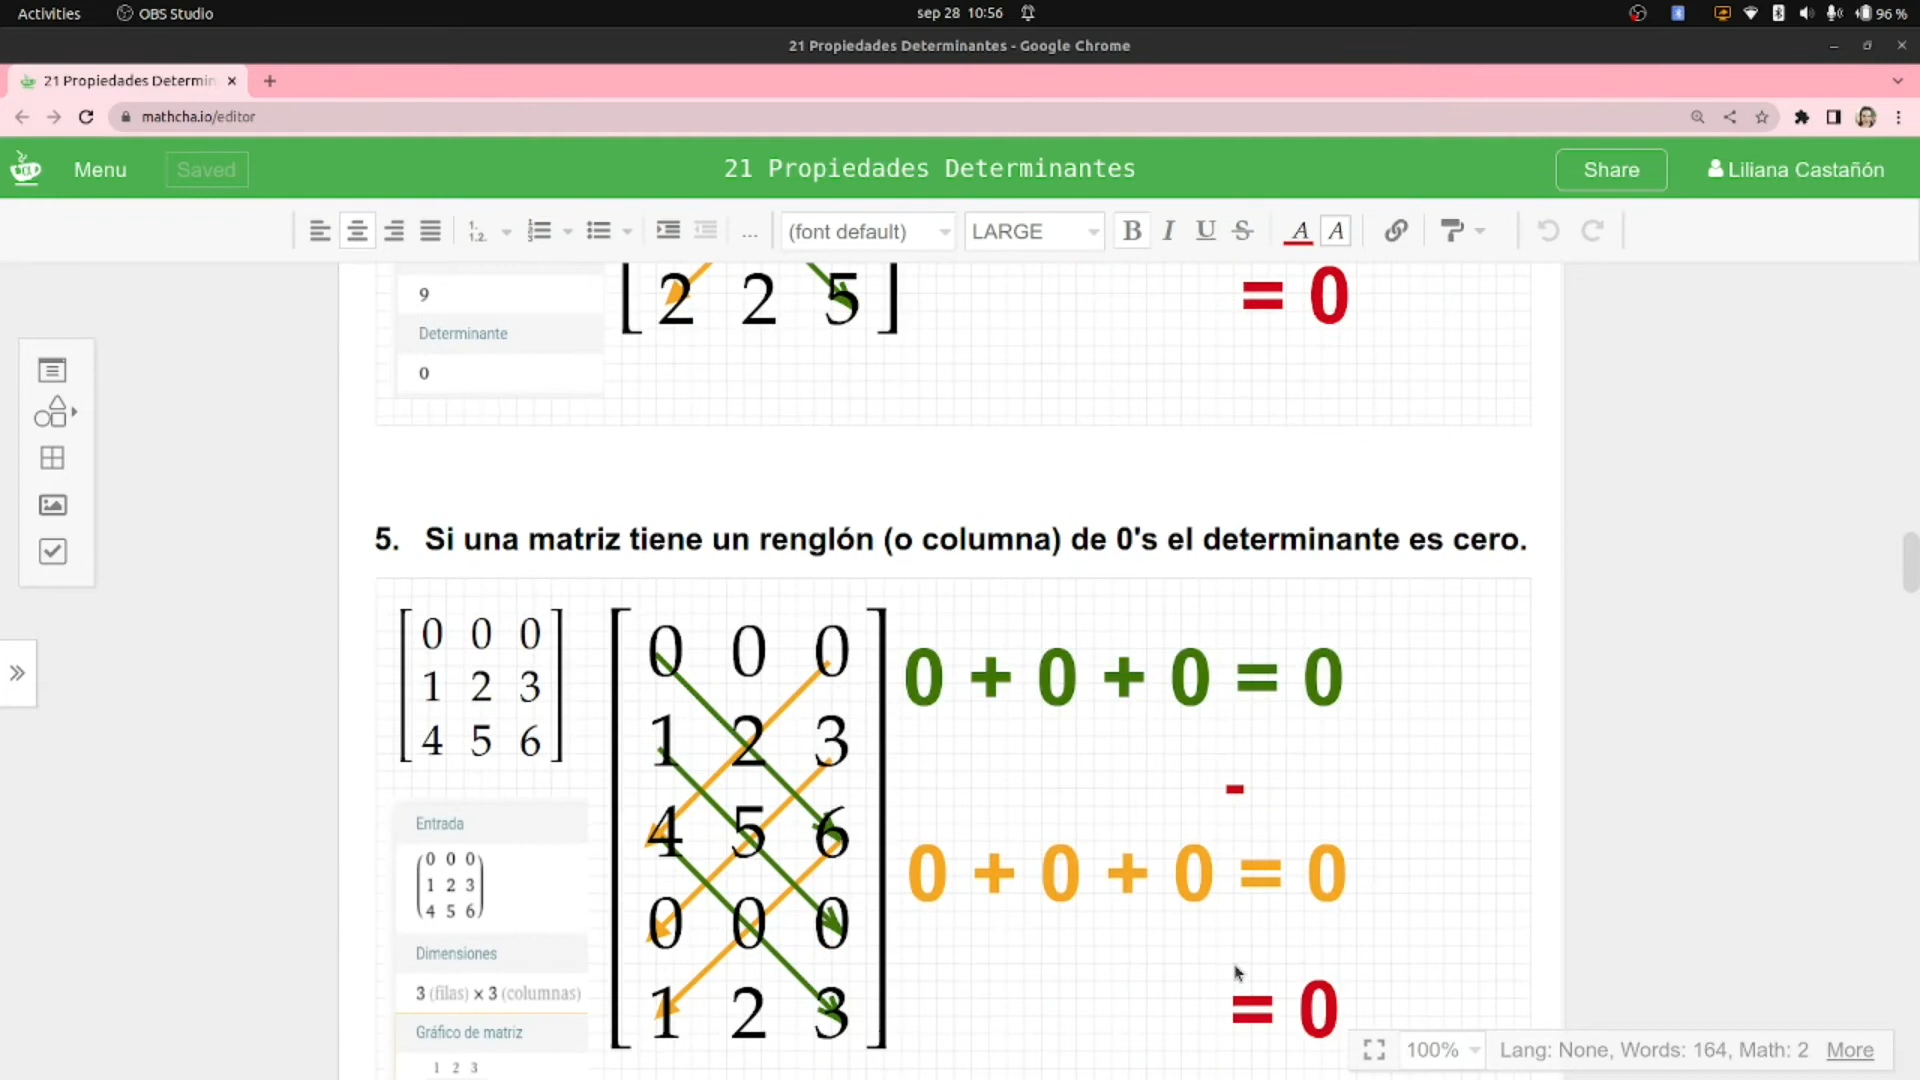 Activities
OBS Studio
sep 28 10:56
96 %
21 Propiedades Determinantes - Google Chrome
21 Propiedades Determin
mathcha.io/editor
Menu
Saved
21 Propiedades Determinantes
Share
Liliana Castañón
(font default)
LARGE
B I U S A A
9
Determinante
0
2 2 5
= 0
5. Si una matriz tiene un renglón (o columna) de 0's el determinante es cero.
0 0 0
1 2 3
4 5 6
0 0 0
1 2 3
4 5 6
0 0 0
1 2 3
0 + 0 + 0 = 0
-
0 + 0 + 0 = 0
= 0
Entrada
0 0 0
1 2 3
4 5 6
Dimensiones
3 (filas) × 3 (columnas)
Gráfico de matriz
1 2 3
100%
Lang: None, Words: 164, Math: 2
More